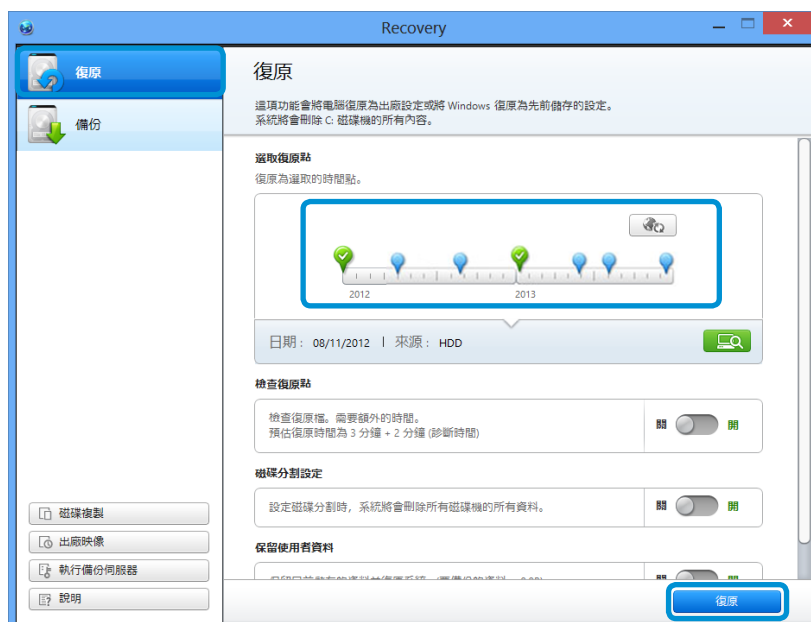 Recovery
復原
備份
復原
這項功能會將電腦復原為出廠設定或將 Windows 復原為先前儲存的設定。
系統將會刪除 C: 磁碟機的所有內容。
選取復原點
復原為選取的時間點。
2012 2013
日期: 08/11/2012 | 來源: HDD
檢查復原點
檢查復原檔。需要額外的時間。
預估復原時間為 3 分鐘 + 2 分鐘 (診斷時間)
關 開
磁碟分割設定
設定磁碟分割時，系統將會刪除所有磁碟機的所有資料。
關 開
保留使用者資料
磁碟複製
出廠映像
執行備份伺服器
說明
復原